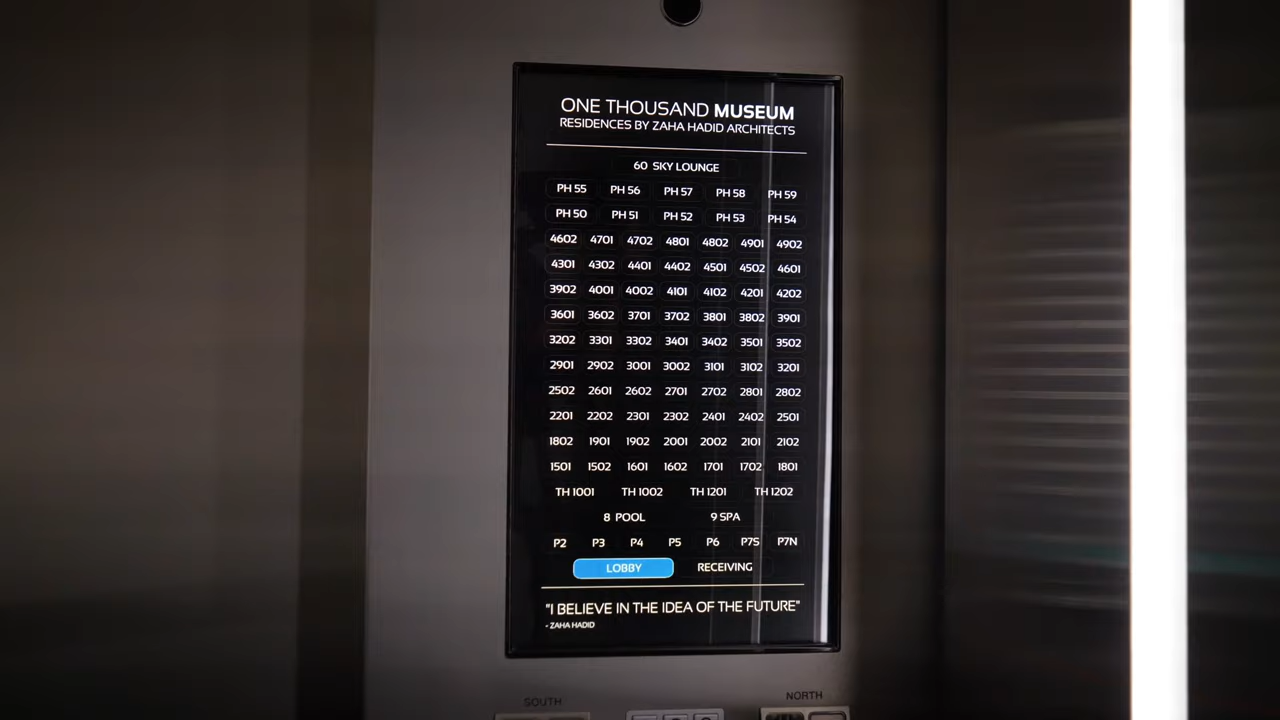 ONE THOUSAND MUSEUM
RESIDENCES BY ZAHA HADID ARCHITECTS
60 SKY LOUNGE
PH 55 PH 56 PH 57 PH 58 PH 59
PH 50 PH 51 PH 52 PH 53 PH 54
4602 4701 4702 4801 4802 4901 4902
4301 4302 4401 4402 4501 4502 4601
3902 4001 4002 4101 4102 4201 4202
3601 3602 3701 3702 3801 3802 3901
3202 3301 3302 3401 3402 3501 3502
2901 2902 3001 3002 3101 3102 3201
2502 2601 2602 2701 2702 2801 2802
2201 2202 2301 2302 2401 2402 2501
1802 1901 1902 2001 2002 2101 2102
1501 1502 1601 1602 1701 1702 1801
TH 1001 TH 1002 TH 1201 TH 1202
8 POOL 9 SPA
P2 P3 P4 P5 P6 P7S P7N
LOBBY RECEIVING
"I BELIEVE IN THE IDEA OF THE FUTURE"
- ZAHA HADID
SOUTH NORTH